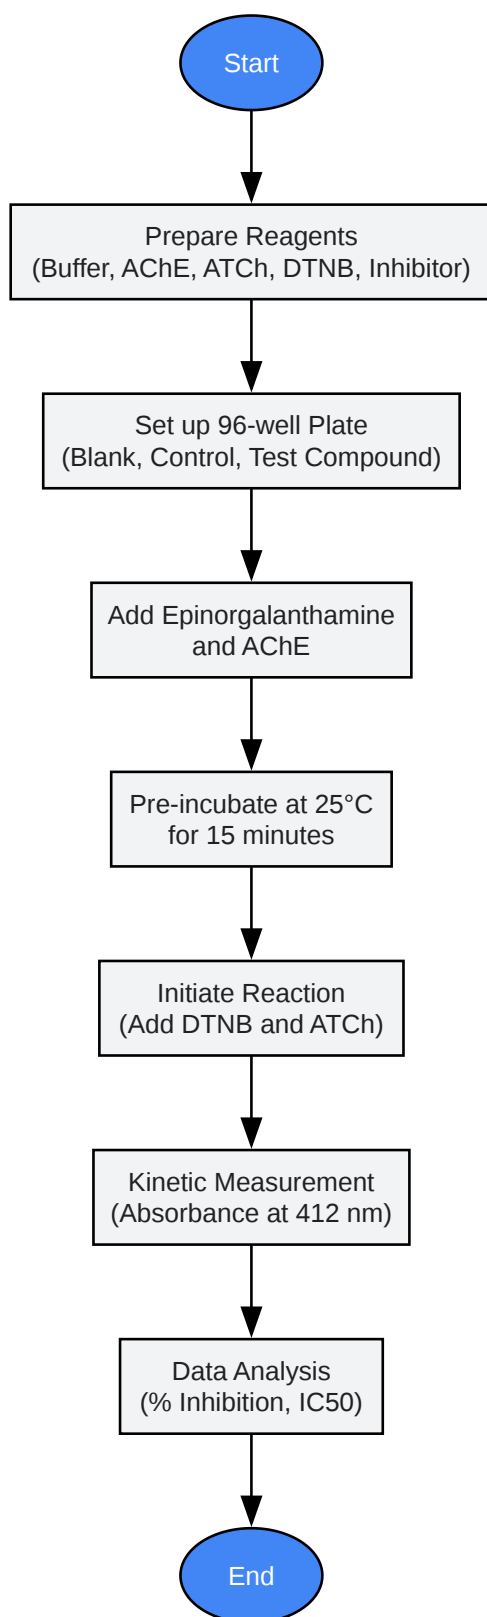 Start
Prepare Reagents
(Buffer, AChE, ATCh, DTNB, Inhibitor)
Set up 96-well Plate
(Blank, Control, Test Compound)
Add Epinorgalanthamine
and AChE
Pre-incubate at 25°C
for 15 minutes
Initiate Reaction
(Add DTNB and ATCh)
Kinetic Measurement
(Absorbance at 412 nm)
Data Analysis
(% Inhibition, IC50)
End